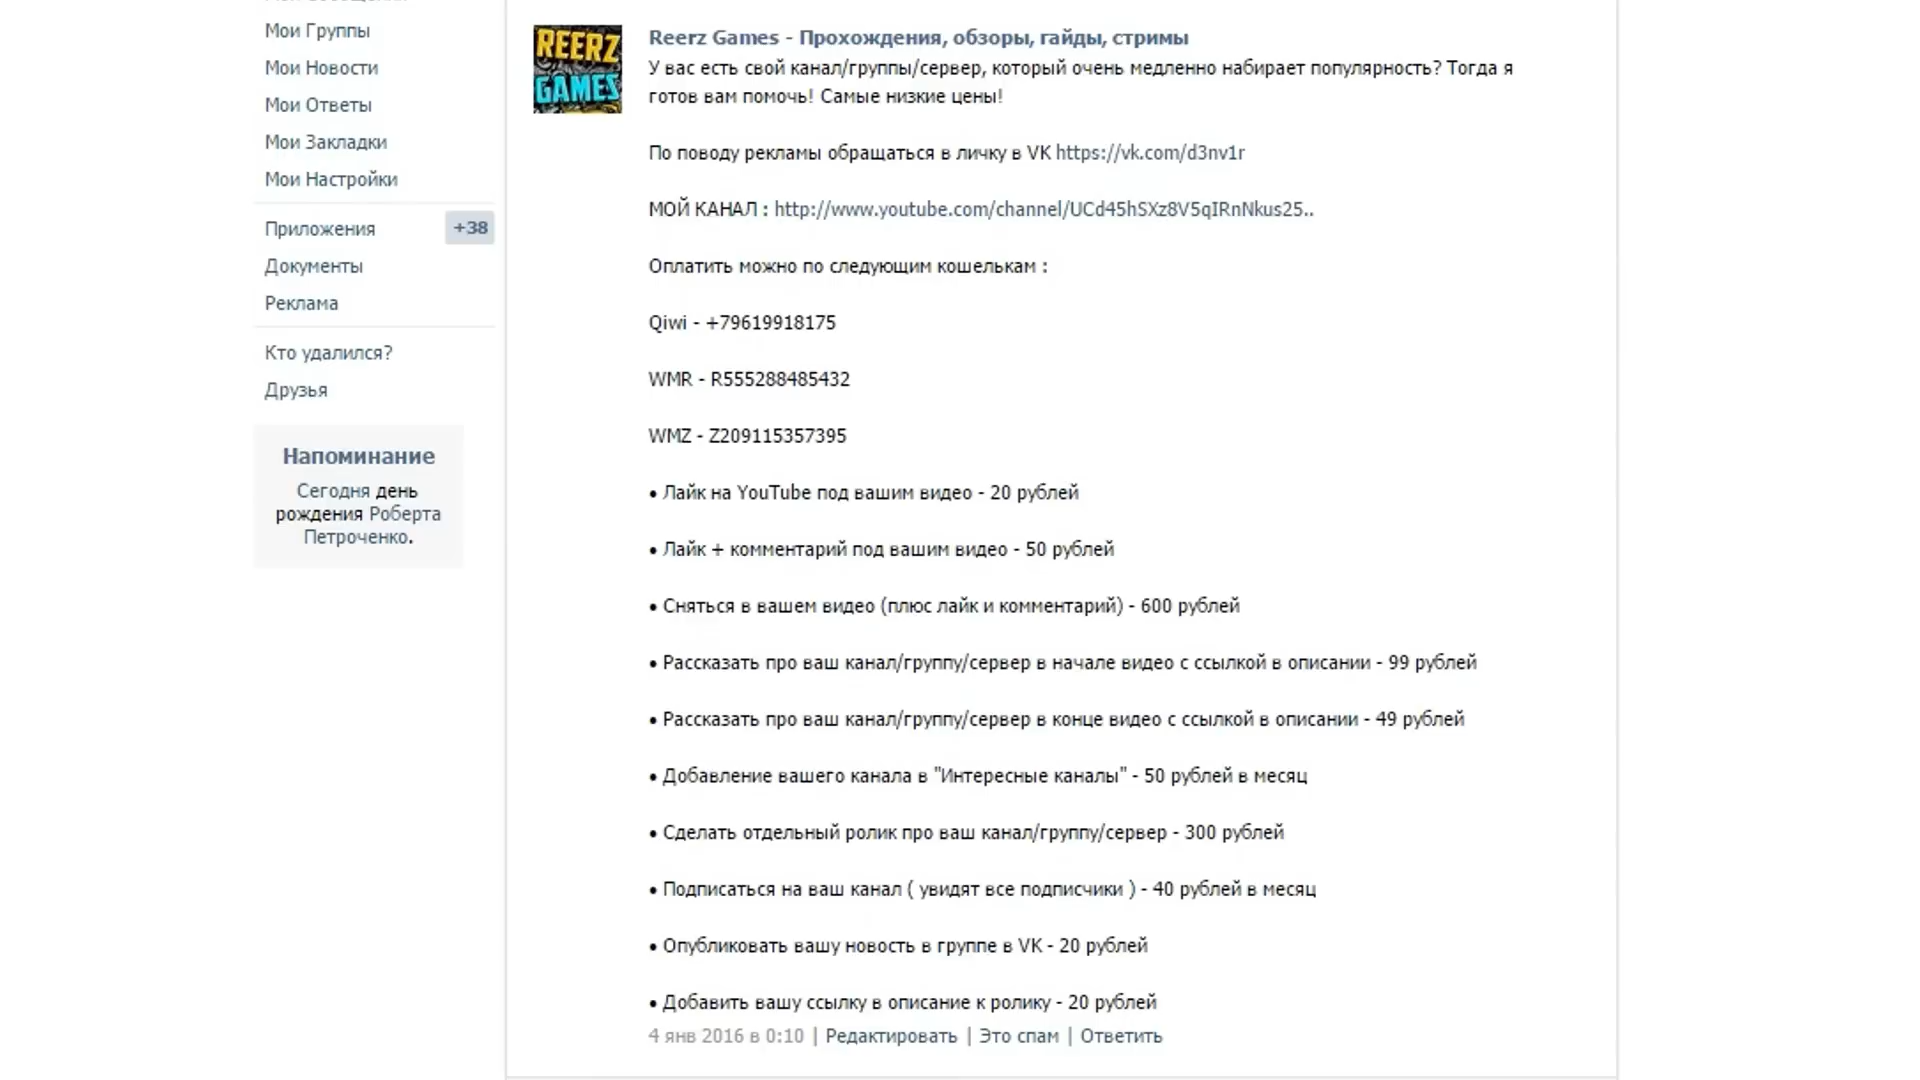 Мои Группы
Мои Новости
Мои Ответы
Мои Закладки
Мои Настройки
Приложения +38
Документы
Реклама
Кто удалился?
Друзья
Напоминание
Сегодня день
рождения Роберта
Петроченко.
REERZ
GAMES
Reerz Games - Прохождения, обзоры, гайды, стримы
У вас есть свой канал/группы/сервер, который очень медленно набирает популярность? Тогда я
готов вам помочь! Самые низкие цены!
По поводу рекламы обращаться в личку в VK https://vk.com/d3nv1r
МОЙ КАНАЛ : http://www.youtube.com/channel/UCd45hSXz8V5qIRnNkus25..
Оплатить можно по следующим кошелькам :
Qiwi - +79619918175
WMR - R555288485432
WMZ - Z209115357395
• Лайк на YouTube под вашим видео - 20 рублей
• Лайк + комментарий под вашим видео - 50 рублей
• Сняться в вашем видео (плюс лайк и комментарий) - 600 рублей
• Рассказать про ваш канал/группу/сервер в начале видео с ссылкой в описании - 99 рублей
• Рассказать про ваш канал/группу/сервер в конце видео с ссылкой в описании - 49 рублей
• Добавление вашего канала в "Интересные каналы" - 50 рублей в месяц
• Сделать отдельный ролик про ваш канал/группу/сервер - 300 рублей
• Подписаться на ваш канал ( увидят все подписчики ) - 40 рублей в месяц
• Опубликовать вашу новость в группе в VK - 20 рублей
• Добавить вашу ссылку в описание к ролику - 20 рублей
4 янв 2016 в 0:10 | Редактировать | Это спам | Ответить